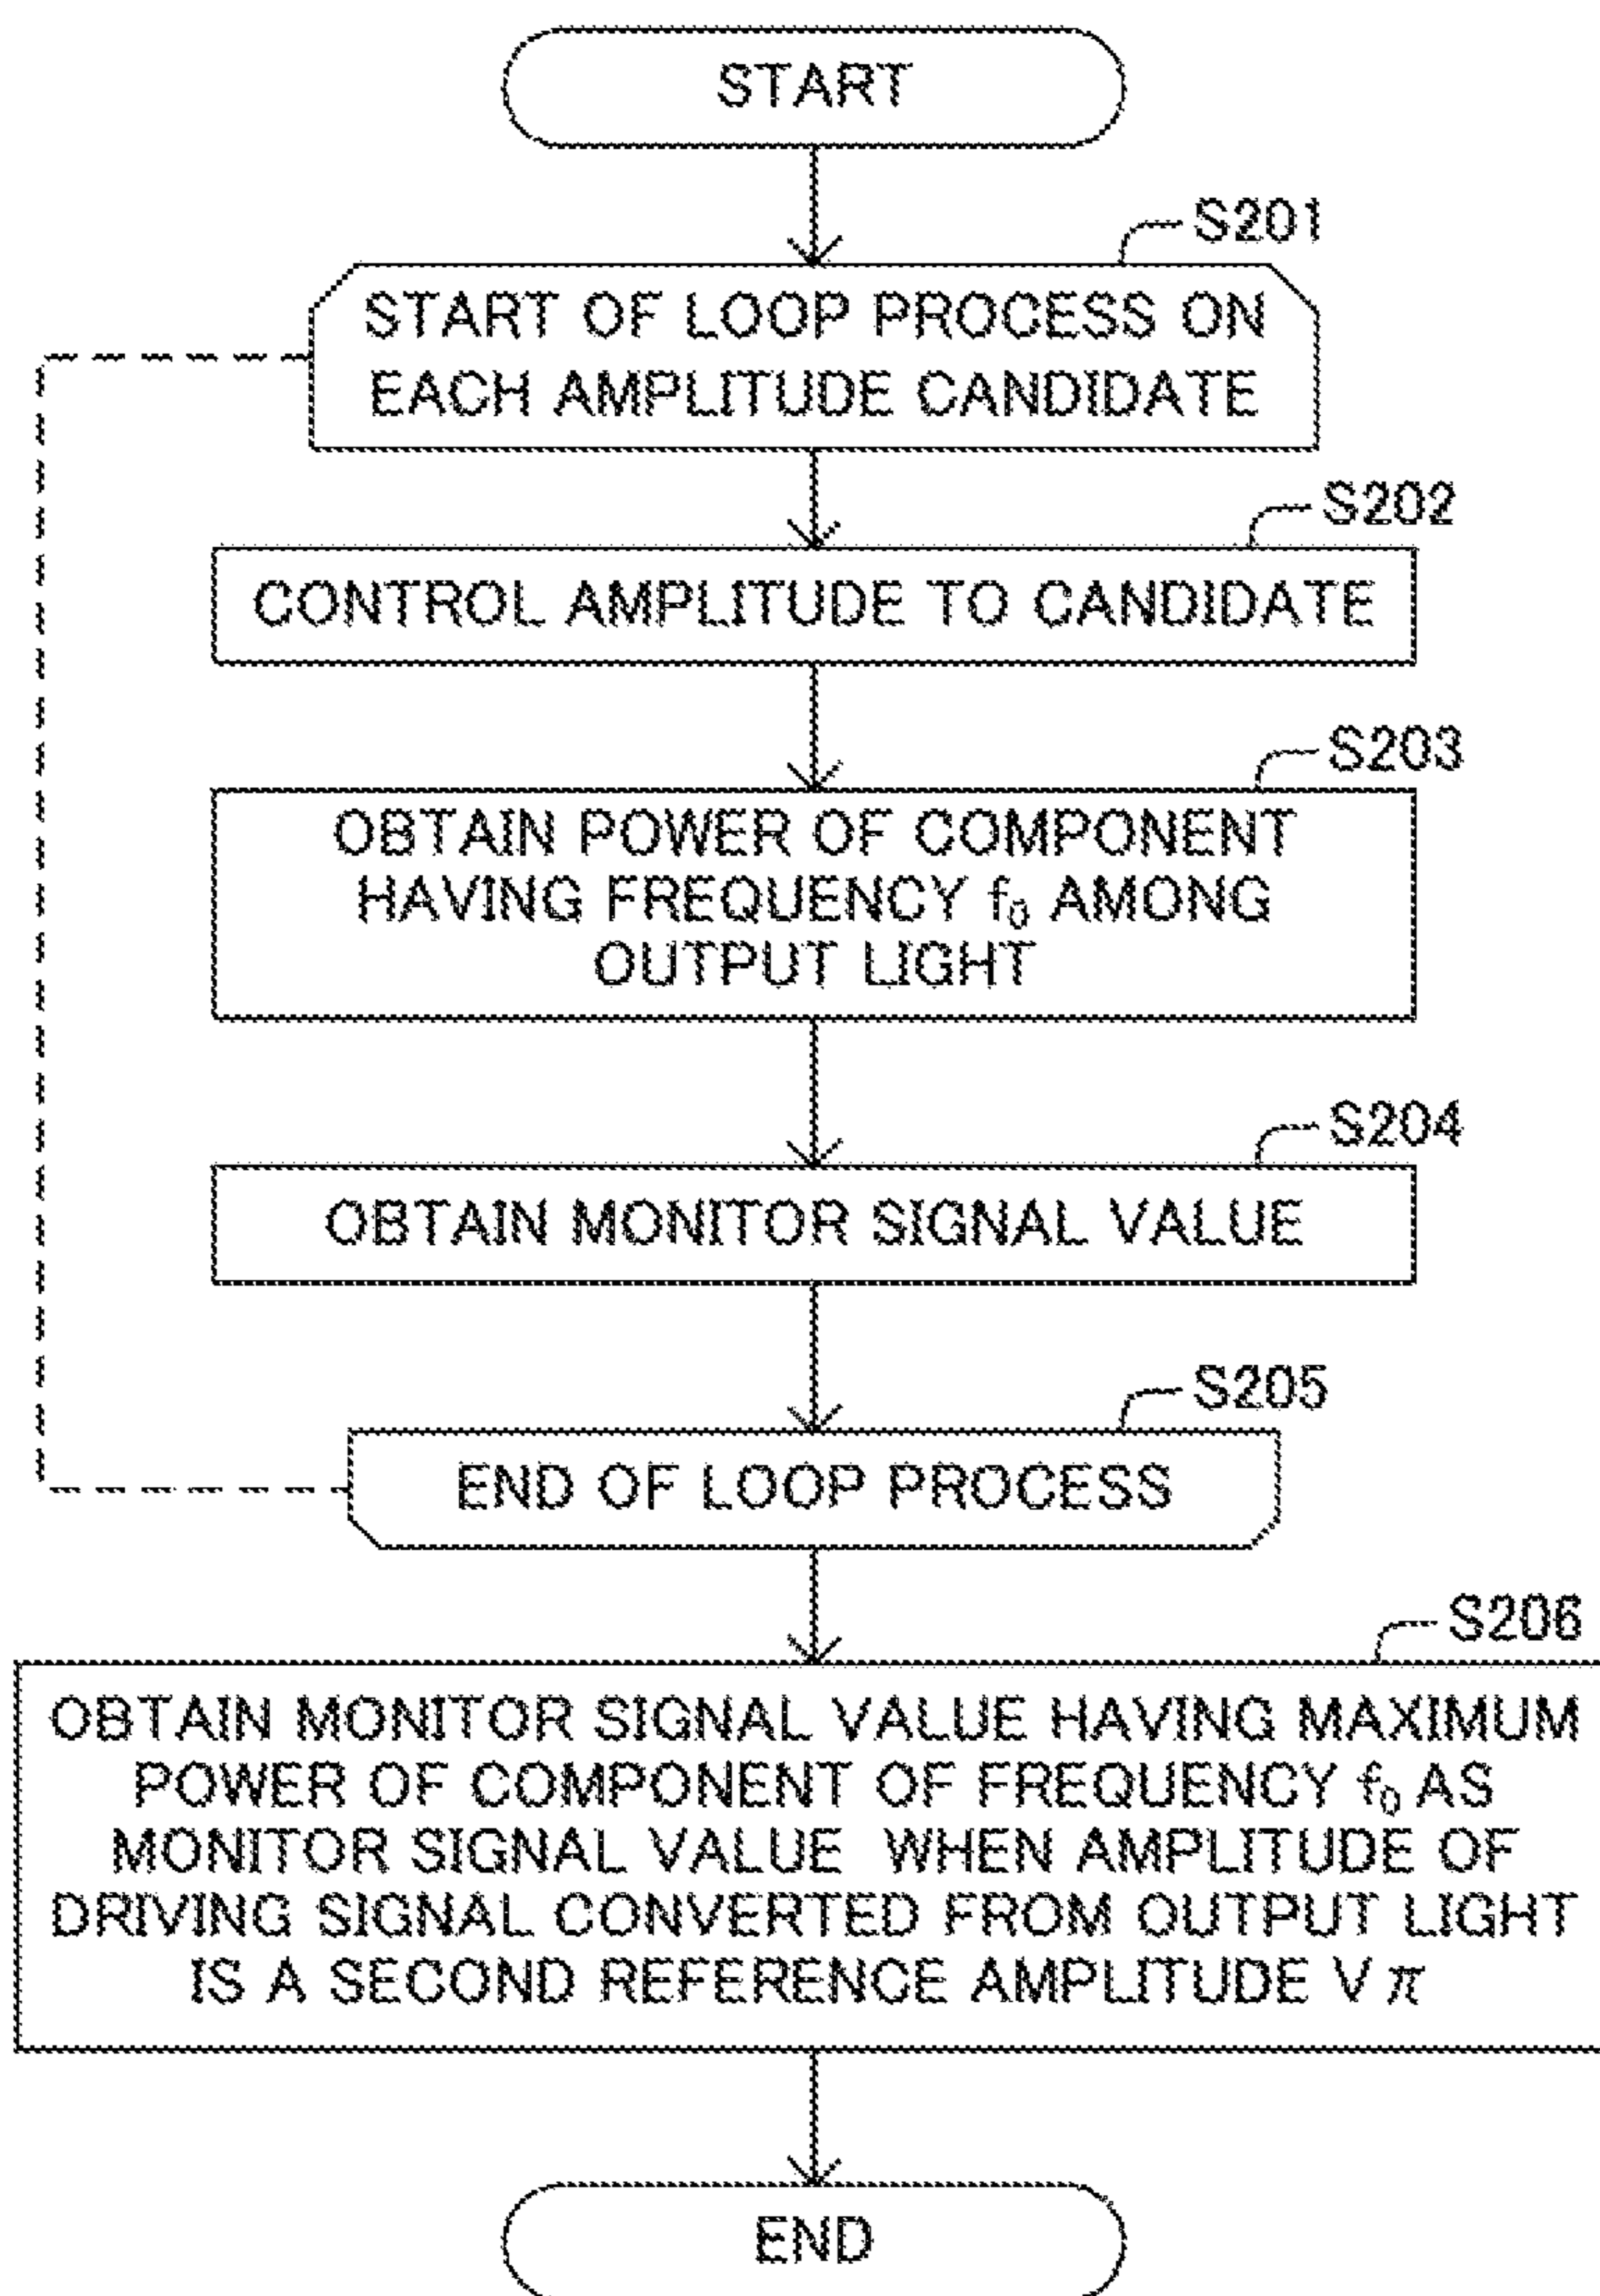 START
S201
START OF LOOP PROCESS ON
EACH AMPLITUDE CANDIDATE
S202
CONTROL AMPLITUDE TO CANDIDATE
S203
OBTAIN POWER OF COMPONENT
HAVING FREQUENCY f₀ AMONG
OUTPUT LIGHT
S204
OBTAIN MONITOR SIGNAL VALUE
S205
END OF LOOP PROCESS
S206
OBTAIN MONITOR SIGNAL VALUE HAVING MAXIMUM
POWER OF COMPONENT OF FREQUENCY f₀ AS
MONITOR SIGNAL VALUE WHEN AMPLITUDE OF
DRIVING SIGNAL CONVERTED FROM OUTPUT LIGHT
IS A SECOND REFERENCE AMPLITUDE V π
END